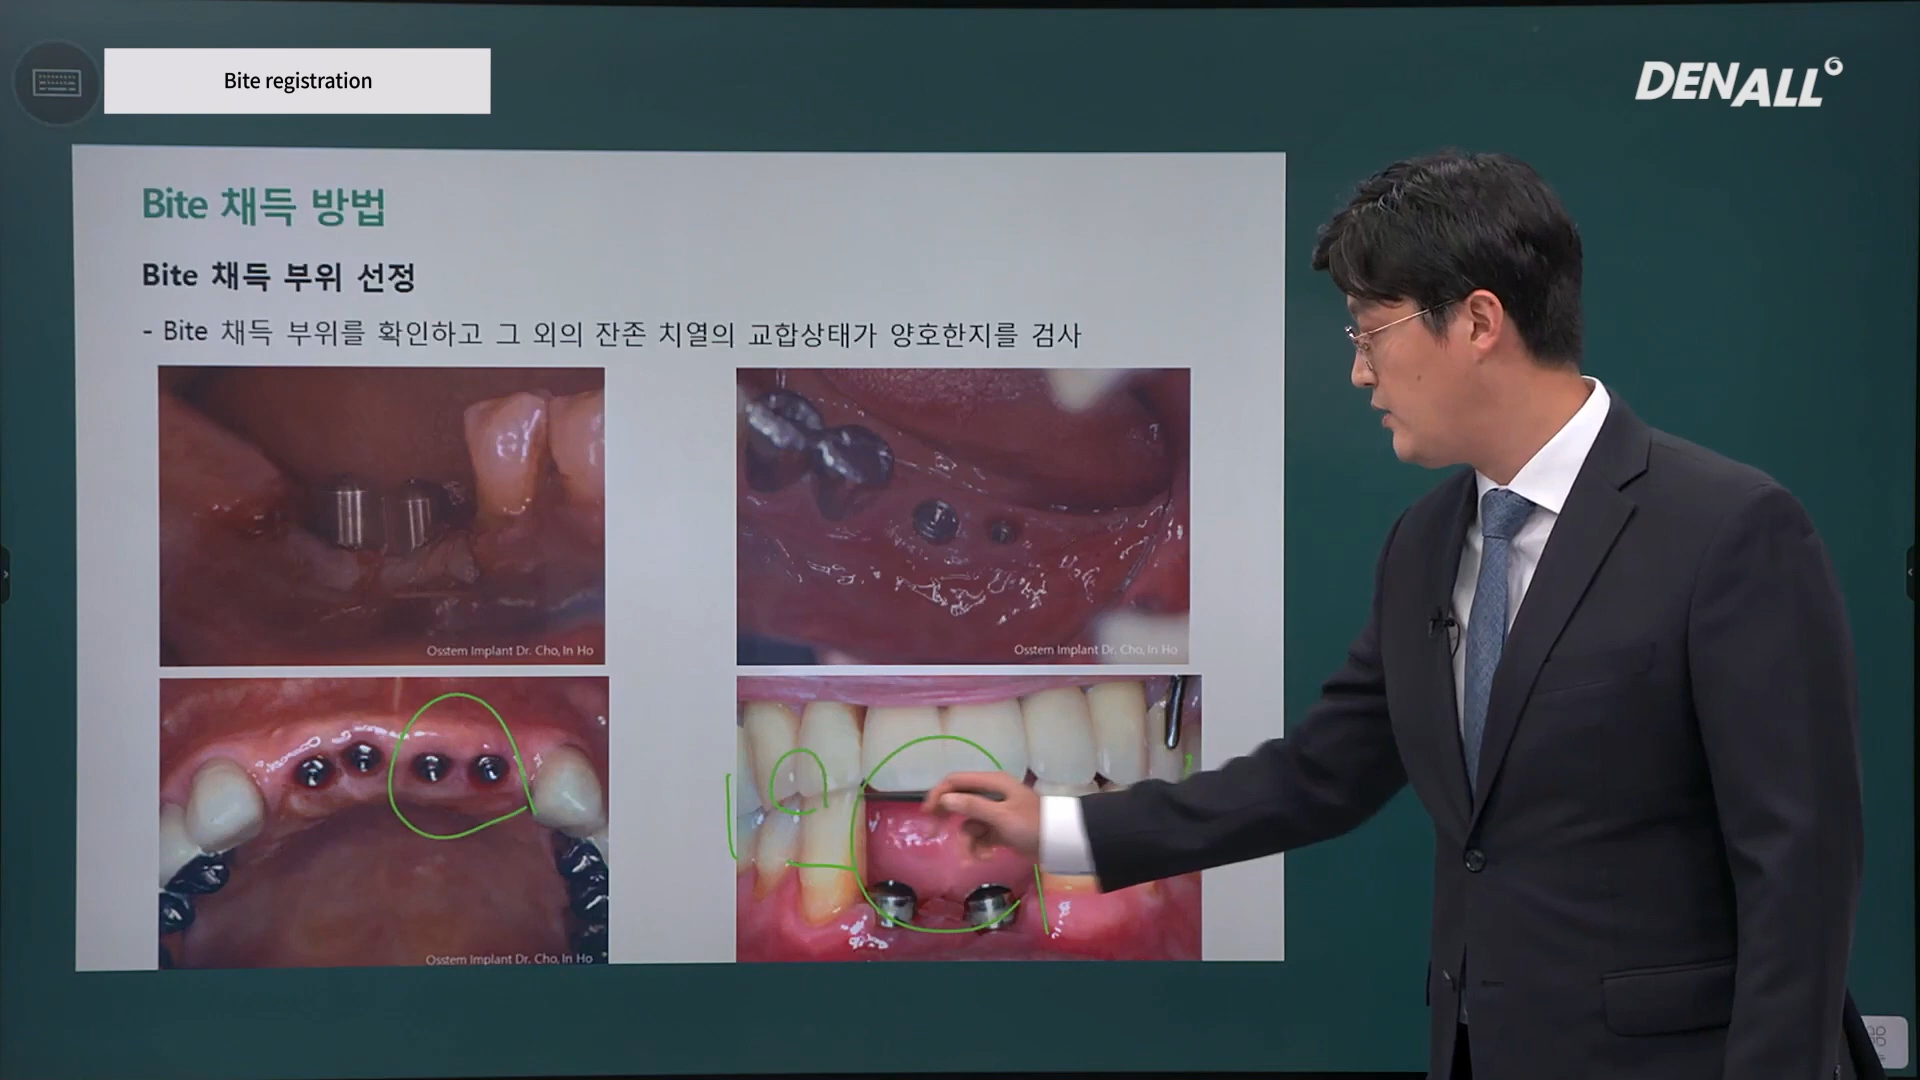 Bite registration
DENALL
Bite 채득 방법
Bite 채득 부위 선정
- Bite 채득 부위를 확인하고 그 외의 잔존 치열의 교합상태가 양호한지를 검사
Osstem Implant Dr. Cho, In Ho
Osstem Implant Dr. Cho, In Ho
Osstem Implant Dr. Cho, In Ho